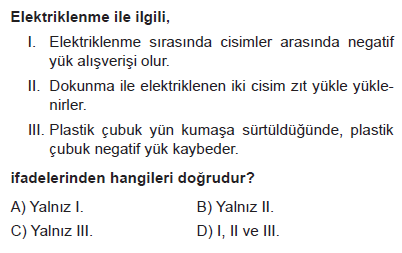 Elektriklenme ile ilgili,
I. Elektriklenme sırasında cisimler arasında negatif
yük alışverişi olur.
II. Dokunma ile elektriklenen iki cisim zıt yükle yükle-
nirler.
III. Plastik çubuk yün kumaşa sürtüldüğünde, plastik
çubuk negatif yük kaybeder.
ifadelerinden hangileri doğrudur?
A) Yalnız I. B) Yalnız II.
C) Yalnız III. D) I, II ve III.